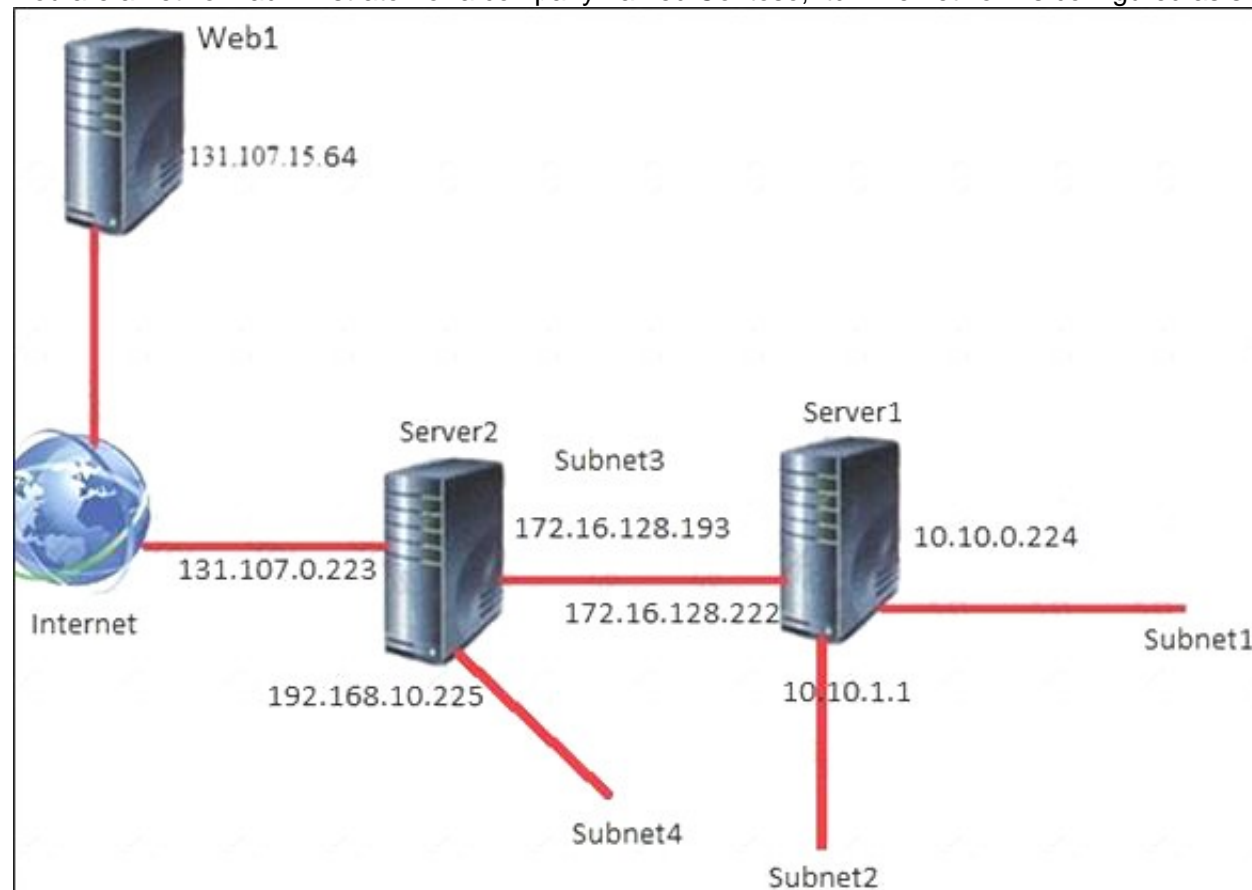 Web1
131.107.15.64
Server1
Server2
Subnet3
172.16.128.193
10.10.0.224
131.107.0.223
172.16.128.222
Internet
Subnet1
192.168.10.225
10.10.1.1
Subnet4
Subnet2